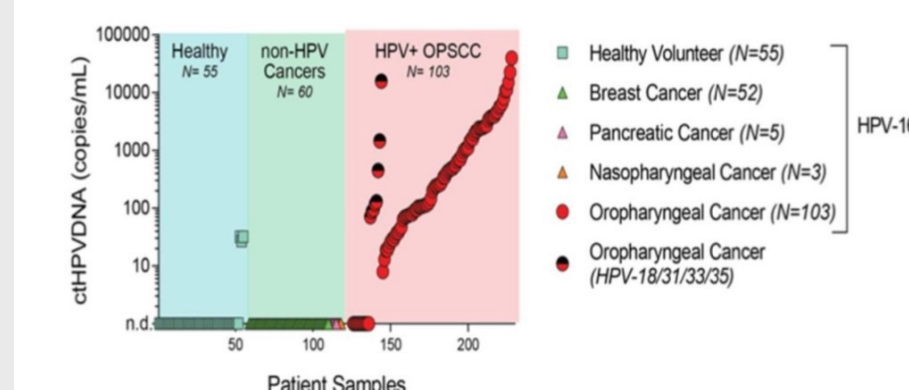 100000
10000
1000
100
10
n.d.
ctHPVDNA (copies/mL)
Healthy
N= 55
non-HPV
Cancers
N= 60
HPV+ OPSCC
N= 103
50
100
150
200
Patient Samples
Healthy Volunteer (N=55)
Breast Cancer (N=52)
Pancreatic Cancer (N=5)
Nasopharyngeal Cancer (N=3)
Oropharyngeal Cancer (N=103)
Oropharyngeal Cancer
(HPV-18/31/33/35)